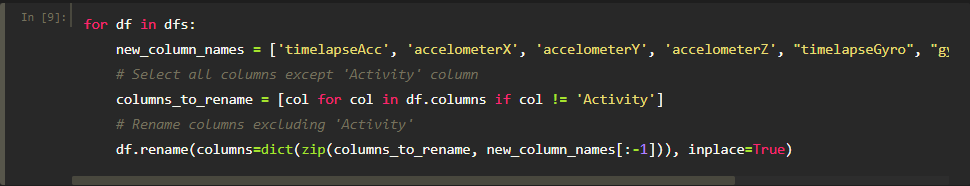 In [9]:
for df in dfs:
    new_column_names = ['timelapseAcc', 'accelometerX', 'accelometerY', 'accelometerZ', "timelapseGyro",
    # Select all columns except 'Activity' column
    columns_to_rename = [col for col in df.columns if col != 'Activity']
    # Rename columns excluding 'Activity'
    df.rename(columns=dict(zip(columns_to_rename, new_column_names[:-1])), inplace=True)